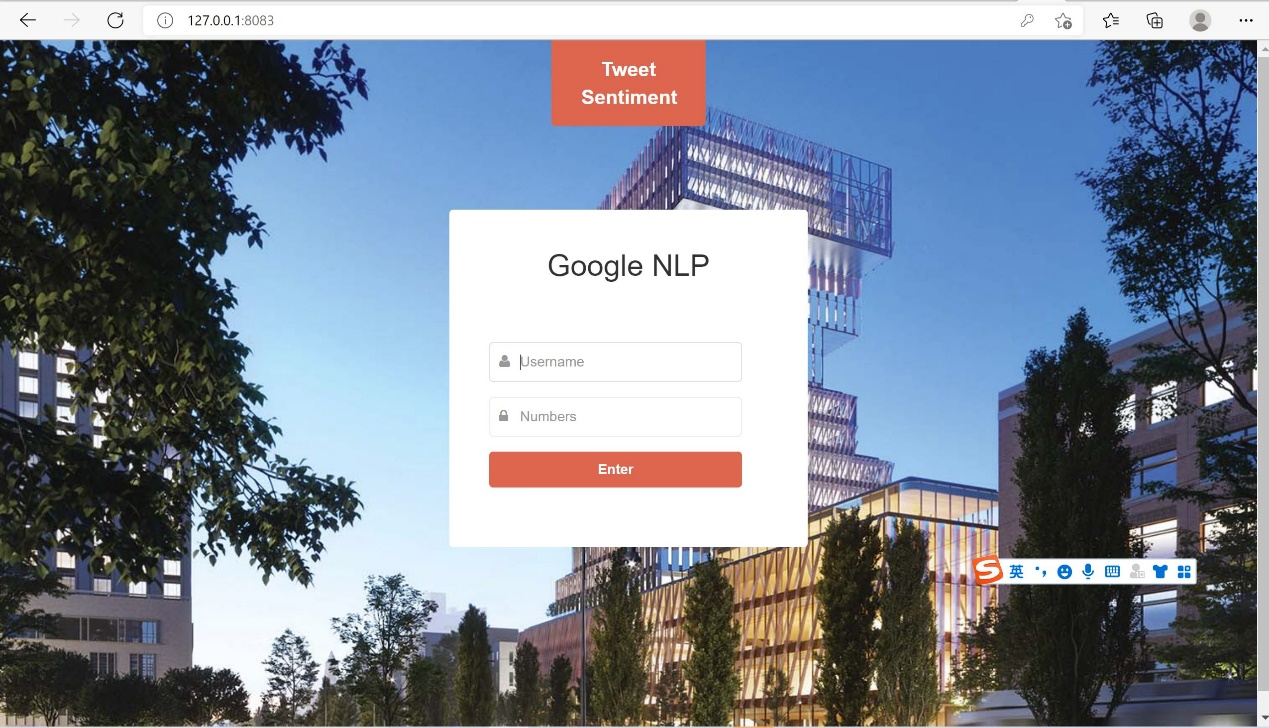 127.0.0.1:8083
Tweet
Sentiment
Google NLP
Username
Numbers
Enter
S 英